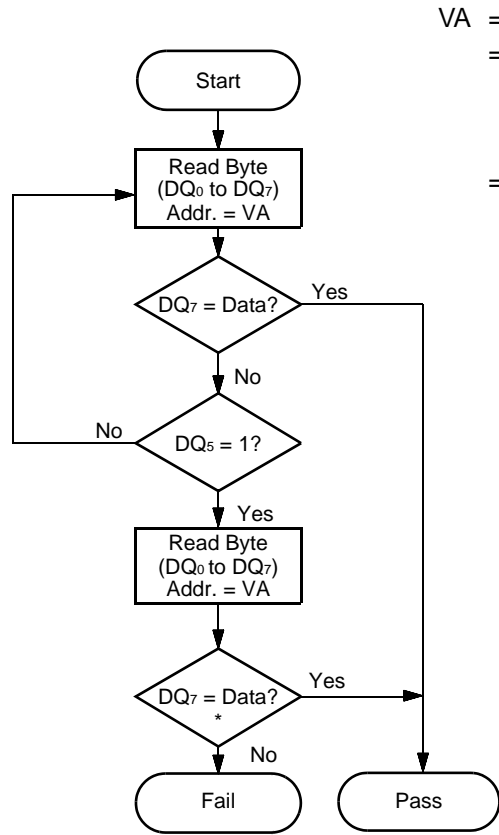 VA =
=
=
Start
Read Byte
(DQ0 to DQ7)
Addr. = VA
DQ7 = Data?
Yes
No
DQ5 = 1?
No
Yes
Read Byte
(DQ0 to DQ7)
Addr. = VA
DQ7 = Data?
*
Yes
No
Fail
Pass